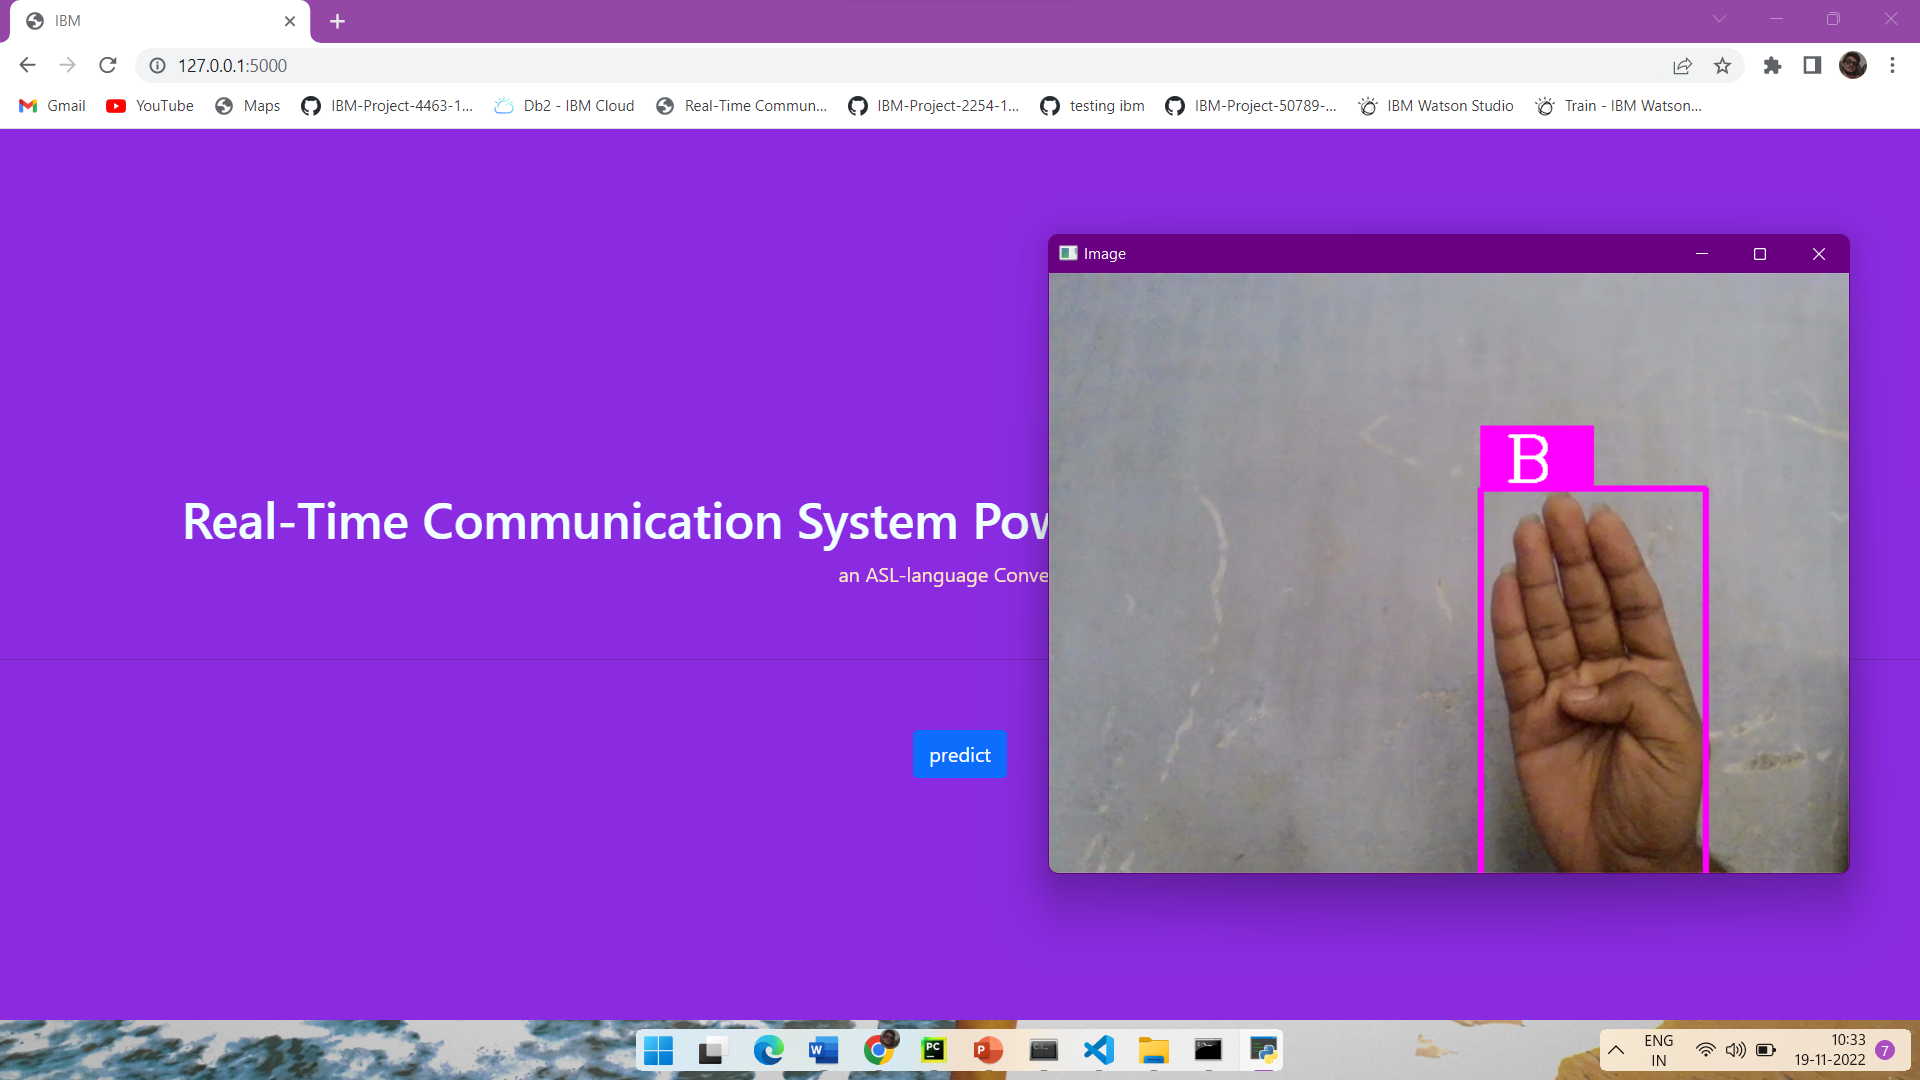 IBM
127.0.0.1:5000
Gmail YouTube Maps IBM-Project-4463-1... Db2 - IBM Cloud Real-Time Commun... IBM-Project-2254-1... testing ibm IBM-Project-50789-... IBM Watson Studio Train - IBM Watson...
Image
B
Real-Time Communication System Pow
an ASL-language Conve
predict
ENG
IN
10:33
19-11-2022
7